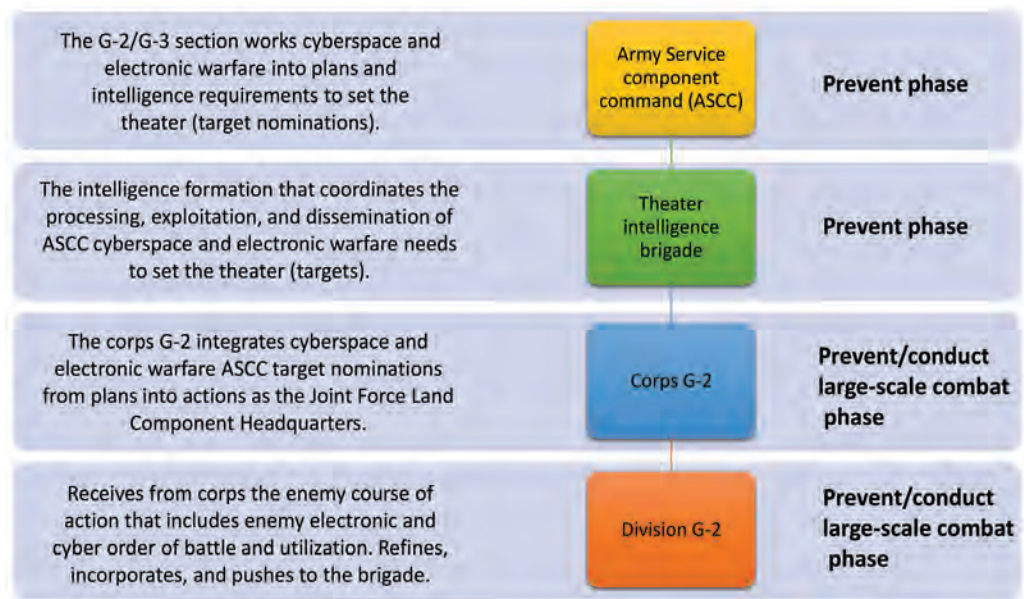 The G-2/G-3 section works cyberspace and
electronic warfare into plans and
intelligence requirements to set the
theater (target nominations).
Army Service
component
command (ASCC)
Prevent phase
The intelligence formation that coordinates the
processing, exploitation, and dissemination of
ASCC cyberspace and electronic warfare needs
to set the theater (targets).
Theater
intelligence
brigade
Prevent phase
The corps G-2 integrates cyberspace and
electronic warfare ASCC target nominations
from plans into actions as the Joint Force Land
Component Headquarters.
Corps G-2
Prevent/conduct
large-scale combat
phase
Receives from corps the enemy course of
action that includes enemy electronic and
cyber order of battle and utilization. Refines,
incorporates, and pushes to the brigade.
Division G-2
Prevent/conduct
large-scale combat
phase